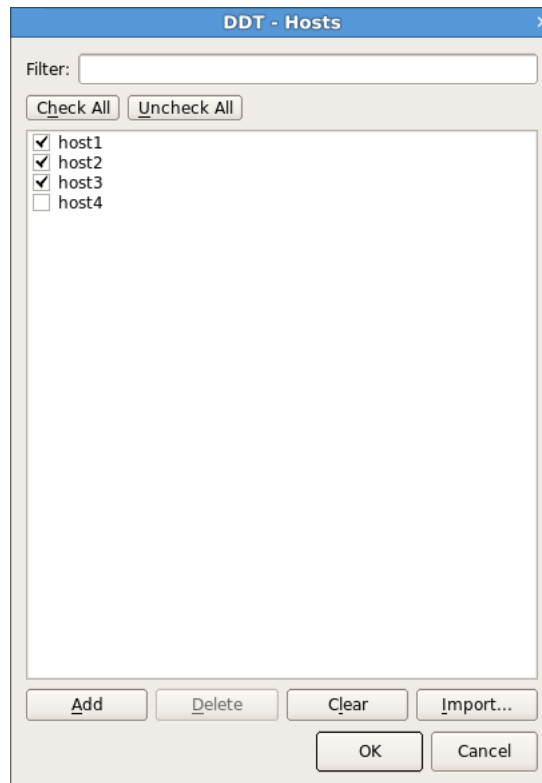 DDT - Hosts
Filter:
Check All Uncheck All
host1
host2
host3
host4
Add Delete Clear Import...
OK Cancel